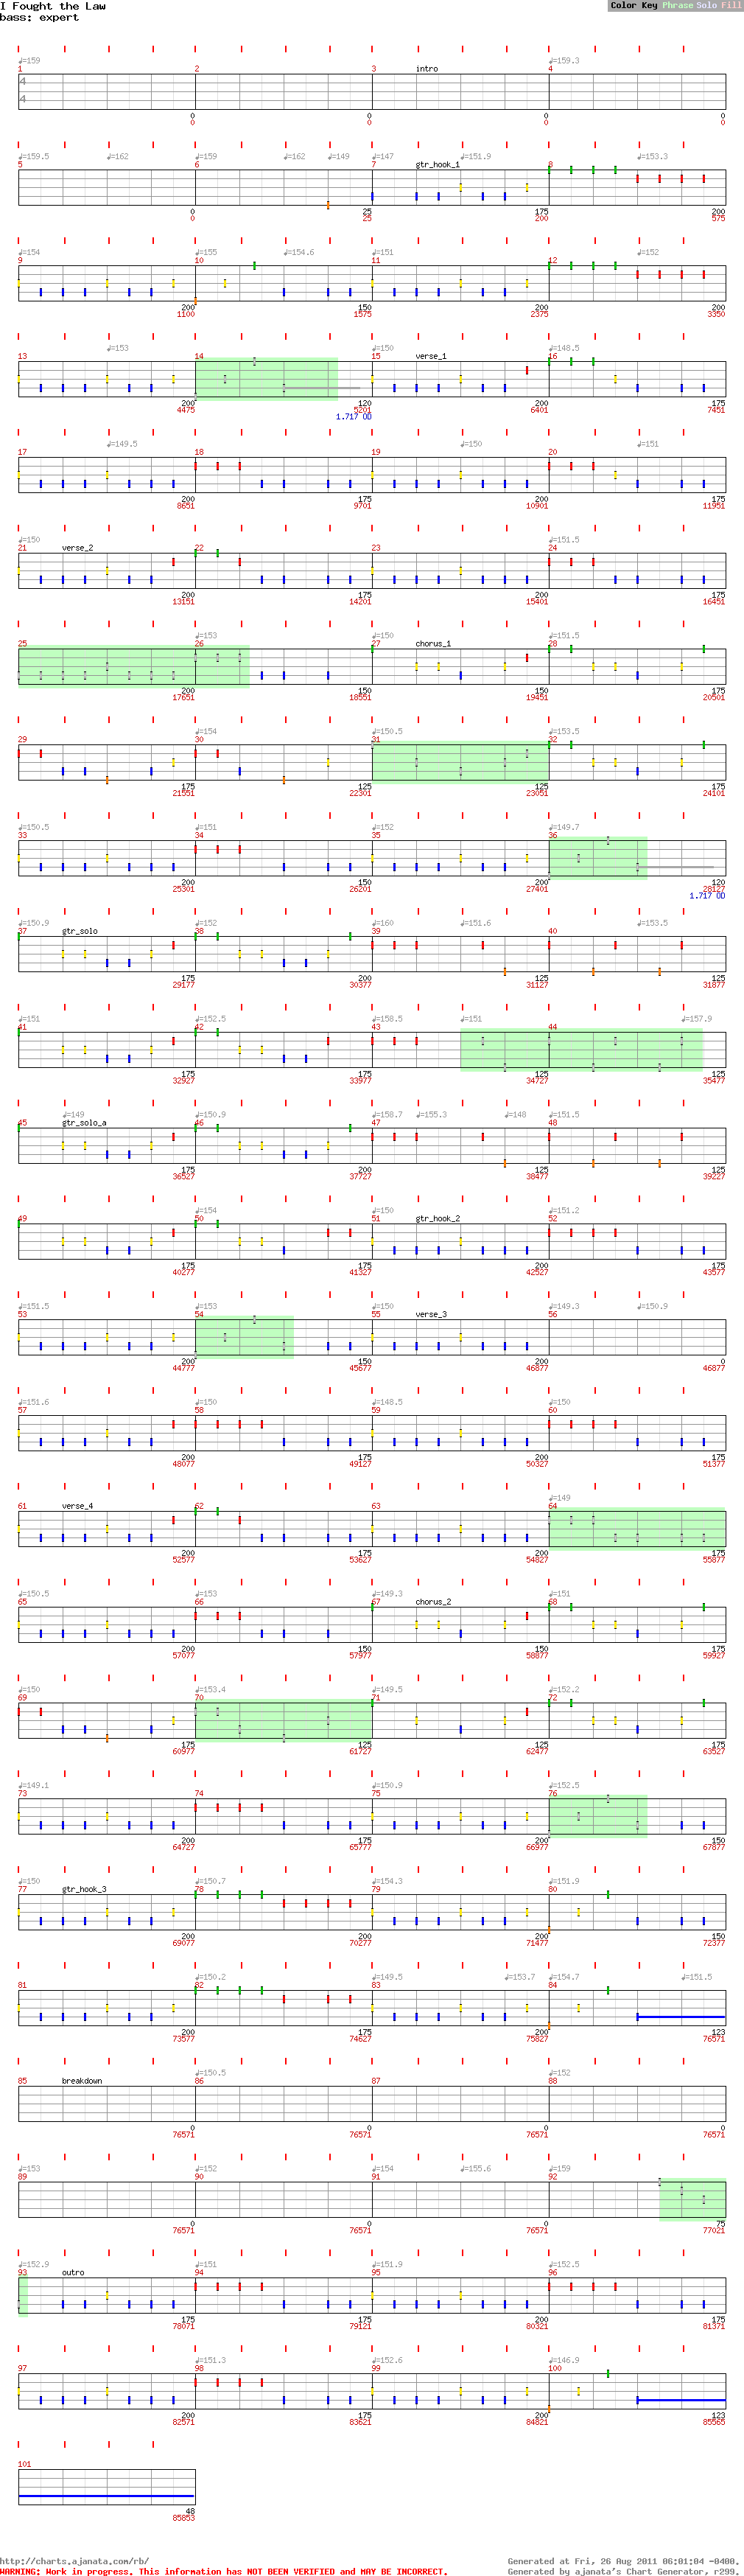 I Fought the Law
bass: expert
Color Key Phrase Solo Fill
♩=159 ♩=159.3
1 2 3 intro 4
4
4
0 0 0 0
0 0 0 0
♩=159.5 ♩=162 ♩=159 ♩=162 ♩=149 ♩=147 ♩=151.9 ♩=153.3
5 6 7 gtr_hook_1 8
0 25 175 200
0 25 200 575
♩=154 ♩=155 ♩=154.6 ♩=151 ♩=152
9 10 11 12
200 150 200 200
1100 1575 2375 3350
♩=153 ♩=150 ♩=148.5
13 14 15 verse_1 16
200 120 200 175
4475 5201 6401 7451
1.717 OD
♩=149.5 ♩=150 ♩=151
17 18 19 20
200 175 200 175
8651 9701 10901 11951
♩=150 ♩=151.5
21 verse_2 22 23 24
200 175 200 175
13151 14201 15401 16451
♩=153 ♩=150 ♩=151.5
25 26 27 chorus_1 28
200 150 150 175
17651 18551 19451 20501
♩=154 ♩=150.5 ♩=153.5
29 30 31 32
175 125 125 175
21551 22301 23051 24101
♩=150.5 ♩=151 ♩=152 ♩=149.7
33 34 35 36
200 150 200 120
25301 26201 27401 28127
1.717 OD
♩=150.9 ♩=152 ♩=160 ♩=151.6 ♩=153.5
37 gtr_solo 38 39 40
175 200 125 125
29177 30377 31127 31877
♩=151 ♩=152.5 ♩=158.5 ♩=151 ♩=157.9
41 42 43 44
175 175 125 125
32927 33977 34727 35477
♩=149 ♩=150.9 ♩=158.7 ♩=155.3 ♩=148 ♩=151.5
45 gtr_solo_a 46 47 48
175 200 125 125
36527 37727 38477 39227
♩=154 ♩=150 ♩=151.2
49 50 51 gtr_hook_2 52
175 175 200 175
40277 41327 42527 43577
♩=151.5 ♩=153 ♩=150 ♩=149.3 ♩=150.9
53 54 55 verse_3 56
200 150 200 0
44777 45677 46877 46877
♩=151.6 ♩=150 ♩=148.5 ♩=150
57 58 59 60
200 175 200 175
48077 49127 50327 51377
♩=149
61 verse_4 62 63 64
200 175 200 175
52577 53627 54827 55877
♩=150.5 ♩=153 ♩=149.3 ♩=151
65 66 67 chorus_2 68
200 150 150 175
57077 57977 58877 59927
♩=150 ♩=153.4 ♩=149.5 ♩=152.2
69 70 71 72
175 125 125 175
60977 61727 62477 63527
♩=149.1 ♩=150.9 ♩=152.5
73 74 75 76
200 175 200 150
64727 65777 66977 67877
♩=150 ♩=150.7 ♩=154.3 ♩=151.9
77 gtr_hook_3 78 79 80
200 200 200 150
69077 70277 71477 72377
♩=150.2 ♩=149.5 ♩=153.7 ♩=154.7 ♩=151.5
81 82 83 84
200 175 200 123
73577 74627 75827 76571
♩=150.5 ♩=152
85 breakdown 86 87 88
0 0 0 0
76571 76571 76571 76571
♩=153 ♩=152 ♩=154 ♩=155.6 ♩=159
89 90 91 92
0 0 0 75
76571 76571 76571 77021
♩=152.9 ♩=151 ♩=151.9 ♩=152.5
93 outro 94 95 96
175 175 200 175
78071 79121 80321 81371
♩=151.3 ♩=152.6 ♩=146.9
97 98 99 100
200 175 200 123
82571 83621 84821 85565
101
48
85853
http://charts.ajanata.com/rb/ Generated at Fri, 26 Aug 2011 06:01:04 -0400.
WARNING: Work in progress. This information has NOT BEEN VERIFIED and MAY BE INCORRECT. Generated by ajanata's Chart Generator, r299.